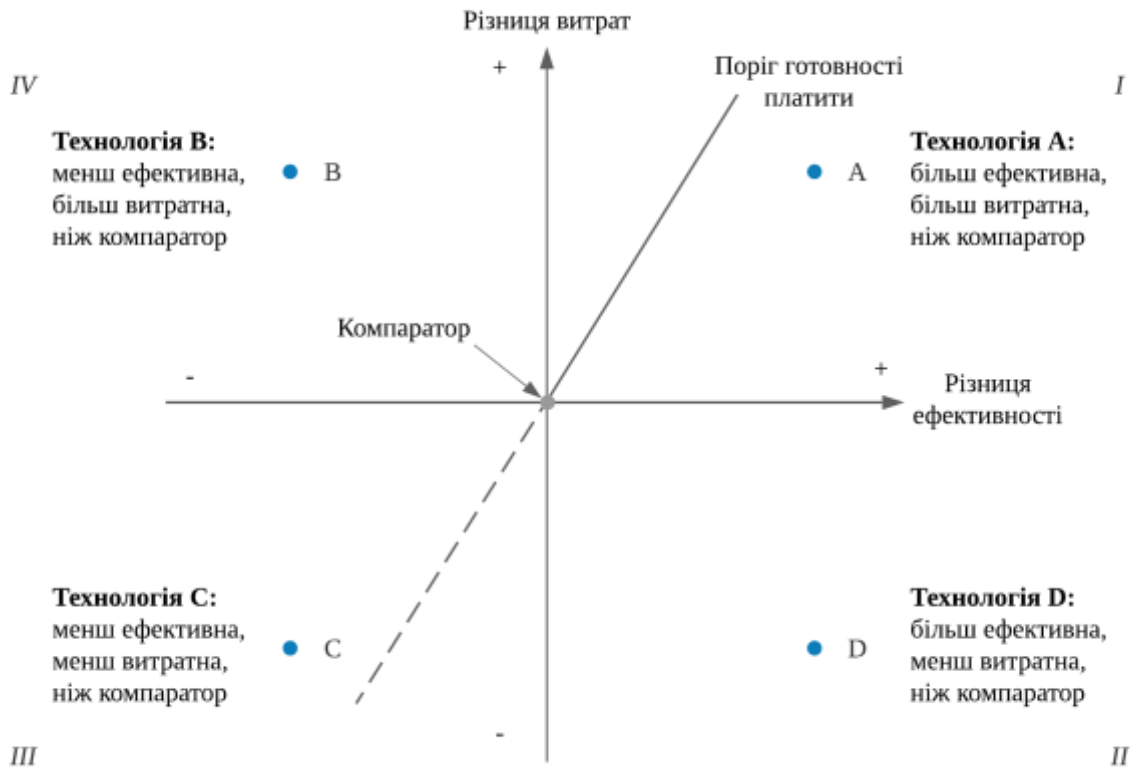 Різниця витрат
+
IV
I
Поріг готовності
платити
Технологія B:
менш ефективна,
більш витратна,
ніж компаратор
B
A
Технологія A:
більш ефективна,
більш витратна,
ніж компаратор
Компаратор
-
+
Різниця
ефективності
Технологія C:
менш ефективна,
менш витратна,
ніж компаратор
C
D
Технологія D:
більш ефективна,
менш витратна,
ніж компаратор
-
III
II